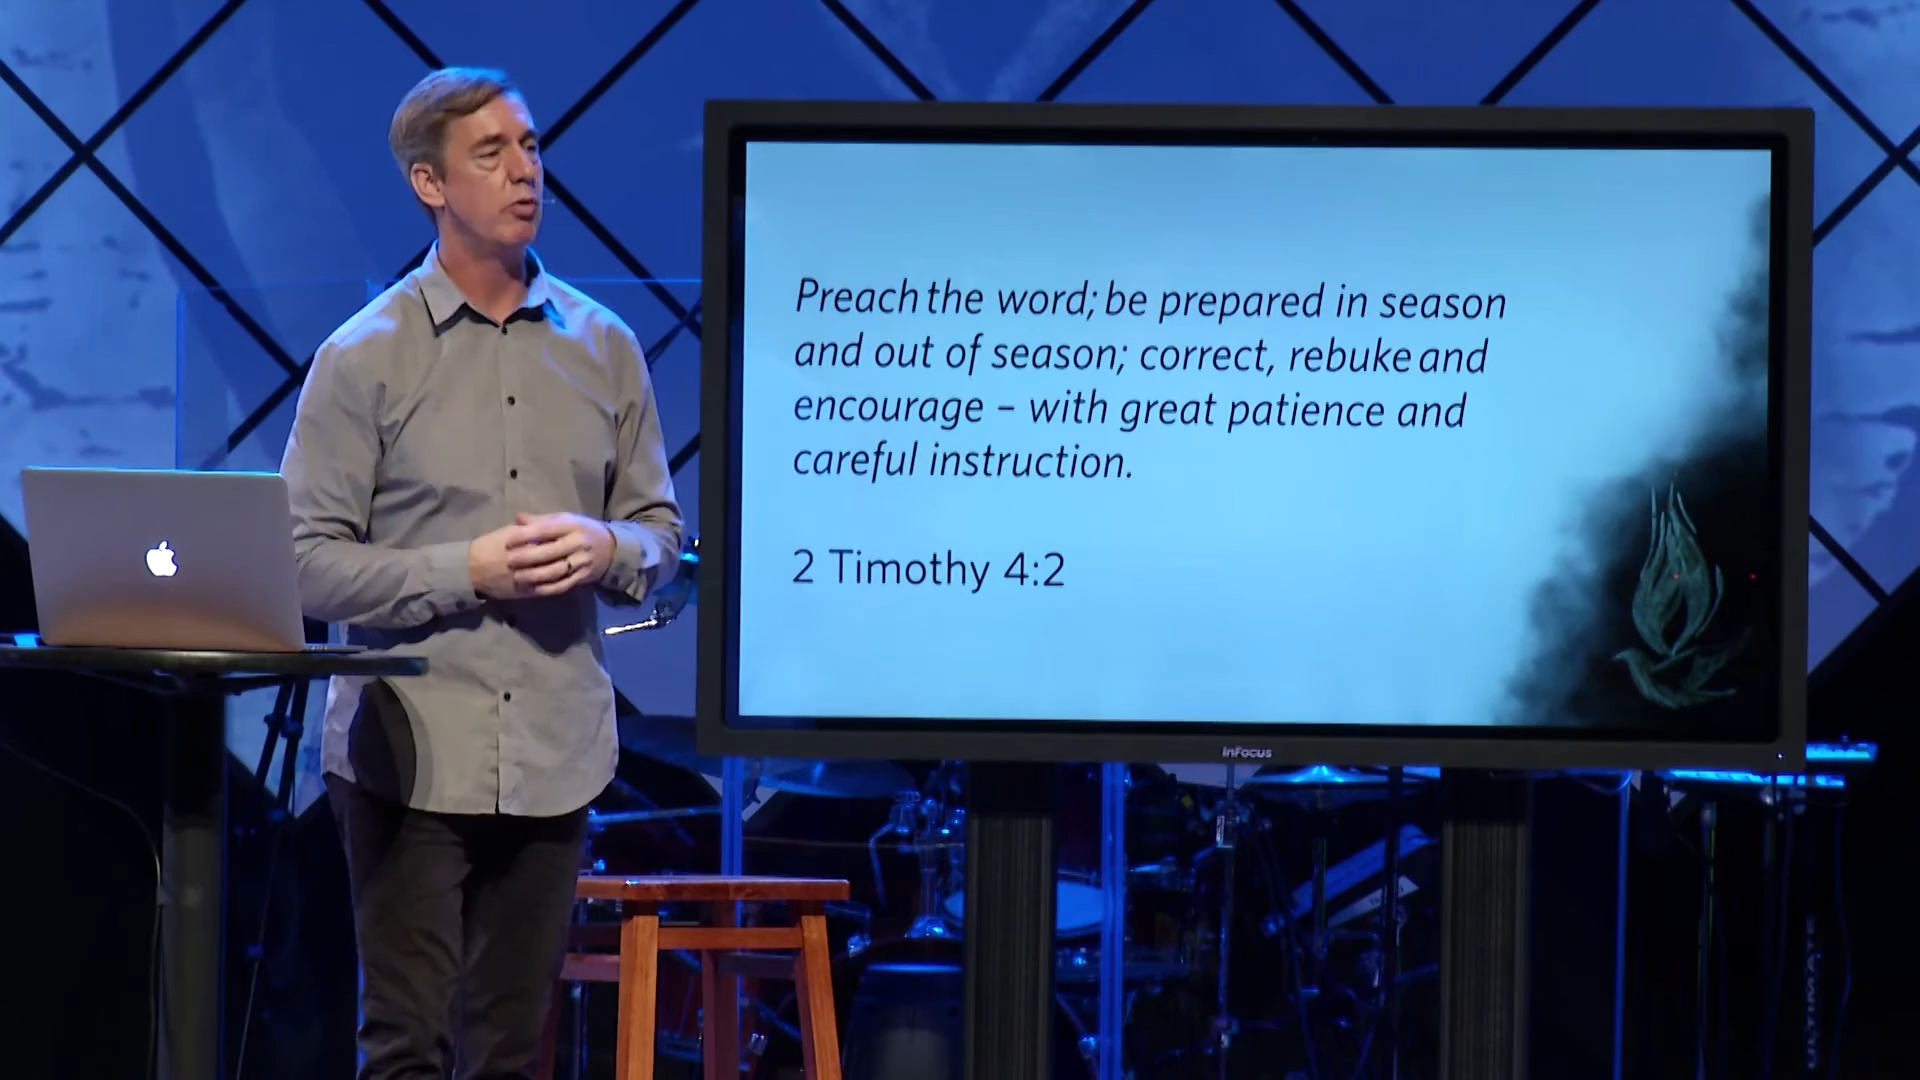 Preach the word; be prepared in season
and out of season; correct, rebuke and
encourage – with great patience and
careful instruction.
2 Timothy 4:2
InFocus
ULTIMATE